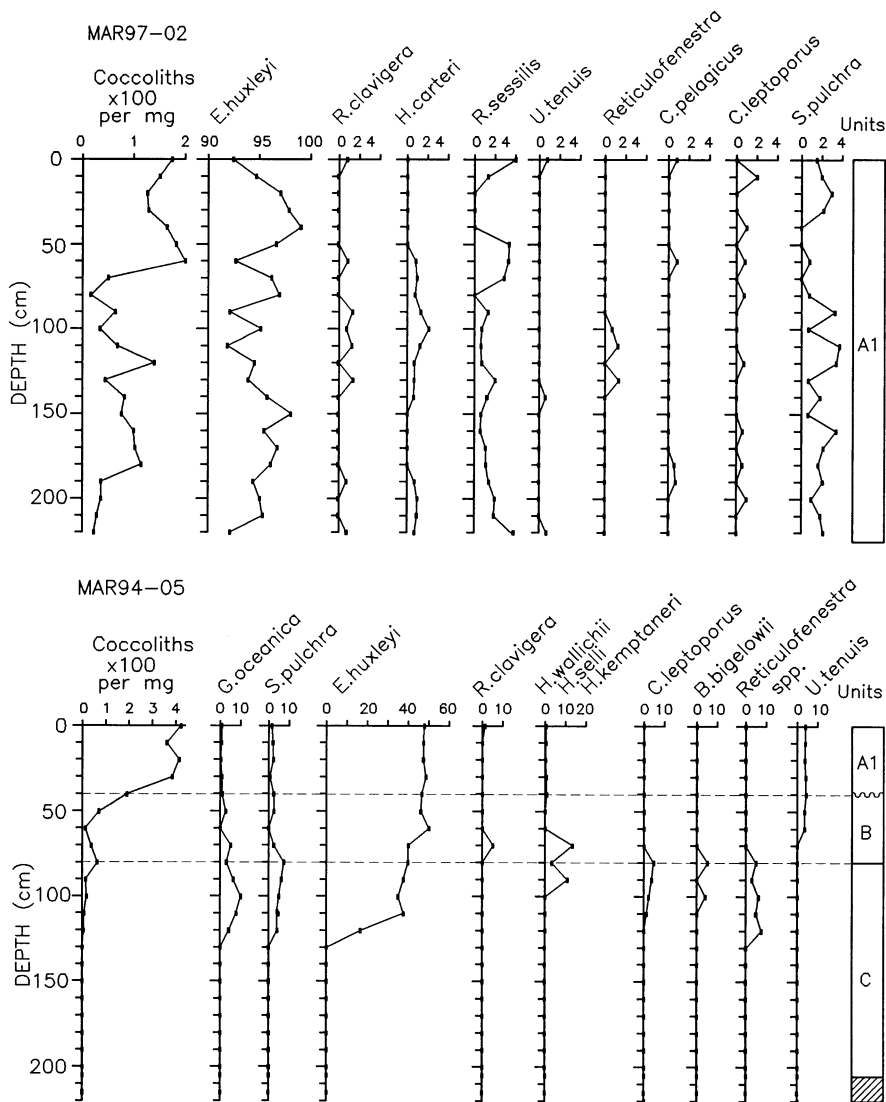 MAR97-02
Coccoliths
x100
per mg
E.huxleyi
R.clavigera
H.carteri
R.sessilis
U.tenuis
Reticulofenestra
C.pelagicus
C.leptoporus
S.pulchra
Units
0 1 2
90 95 100
0 2 4
0 2 4
0 2 4
0 2 4
0 2 4
0 2 4
0 2 4
0 2 4
DEPTH (cm)
0
50
100
150
200
A1
MAR94-05
Coccoliths
x100
per mg
G.oceanica
S.pulchra
E.huxleyi
R.clavigera
H.wallichii
H.sellii
H.kemptaneri
C.leptoporus
B.bigelowii
Reticulofenestra
spp.
U.tenuis
Units
0 1 2 3 4
0 10
0 10
0 20 40 60
0 10
0 10 20
0 10
0 10
0 10
0 10
DEPTH (cm)
0
50
100
150
200
A1
B
C